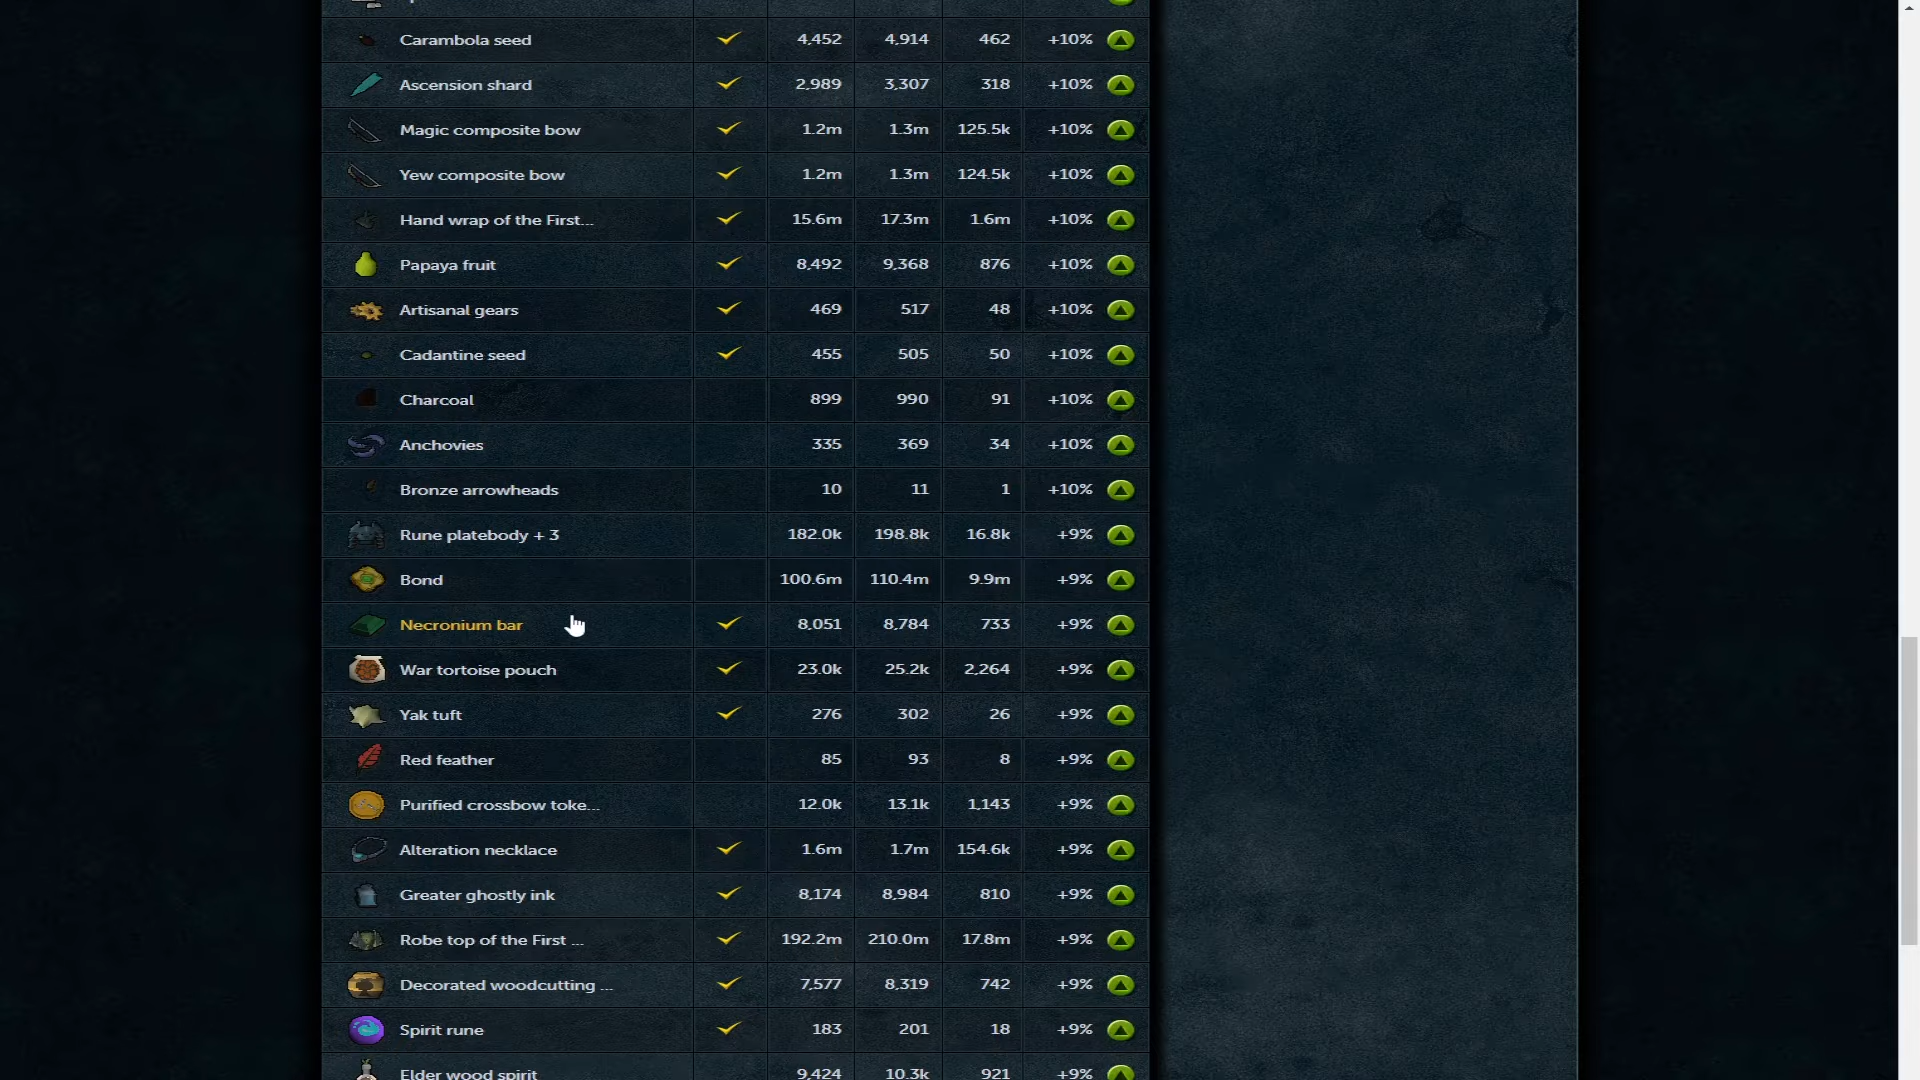 Carambola seed 4,452 4,914 462 +10%
Ascension shard 2,989 3,307 318 +10%
Magic composite bow 1.2m 1.3m 125.5k +10%
Yew composite bow 1.2m 1.3m 124.5k +10%
Hand wrap of the First... 15.6m 17.3m 1.6m +10%
Papaya fruit 8,492 9,368 876 +10%
Artisanal gears 469 517 48 +10%
Cadantine seed 455 505 50 +10%
Charcoal 899 990 91 +10%
Anchovies 335 369 34 +10%
Bronze arrowheads 10 11 1 +10%
Rune platebody + 3 182.0k 198.8k 16.8k +9%
Bond 100.6m 110.4m 9.9m +9%
Necronium bar 8,051 8,784 733 +9%
War tortoise pouch 23.0k 25.2k 2,264 +9%
Yak tuft 276 302 26 +9%
Red feather 85 93 8 +9%
Purified crossbow toke... 12.0k 13.1k 1,143 +9%
Alteration necklace 1.6m 1.7m 154.6k +9%
Greater ghostly ink 8,174 8,984 810 +9%
Robe top of the First ... 192.2m 210.0m 17.8m +9%
Decorated woodcutting ... 7,577 8,319 742 +9%
Spirit rune 183 201 18 +9%
Elder wood spirit 9,424 10.3k 921 +9%